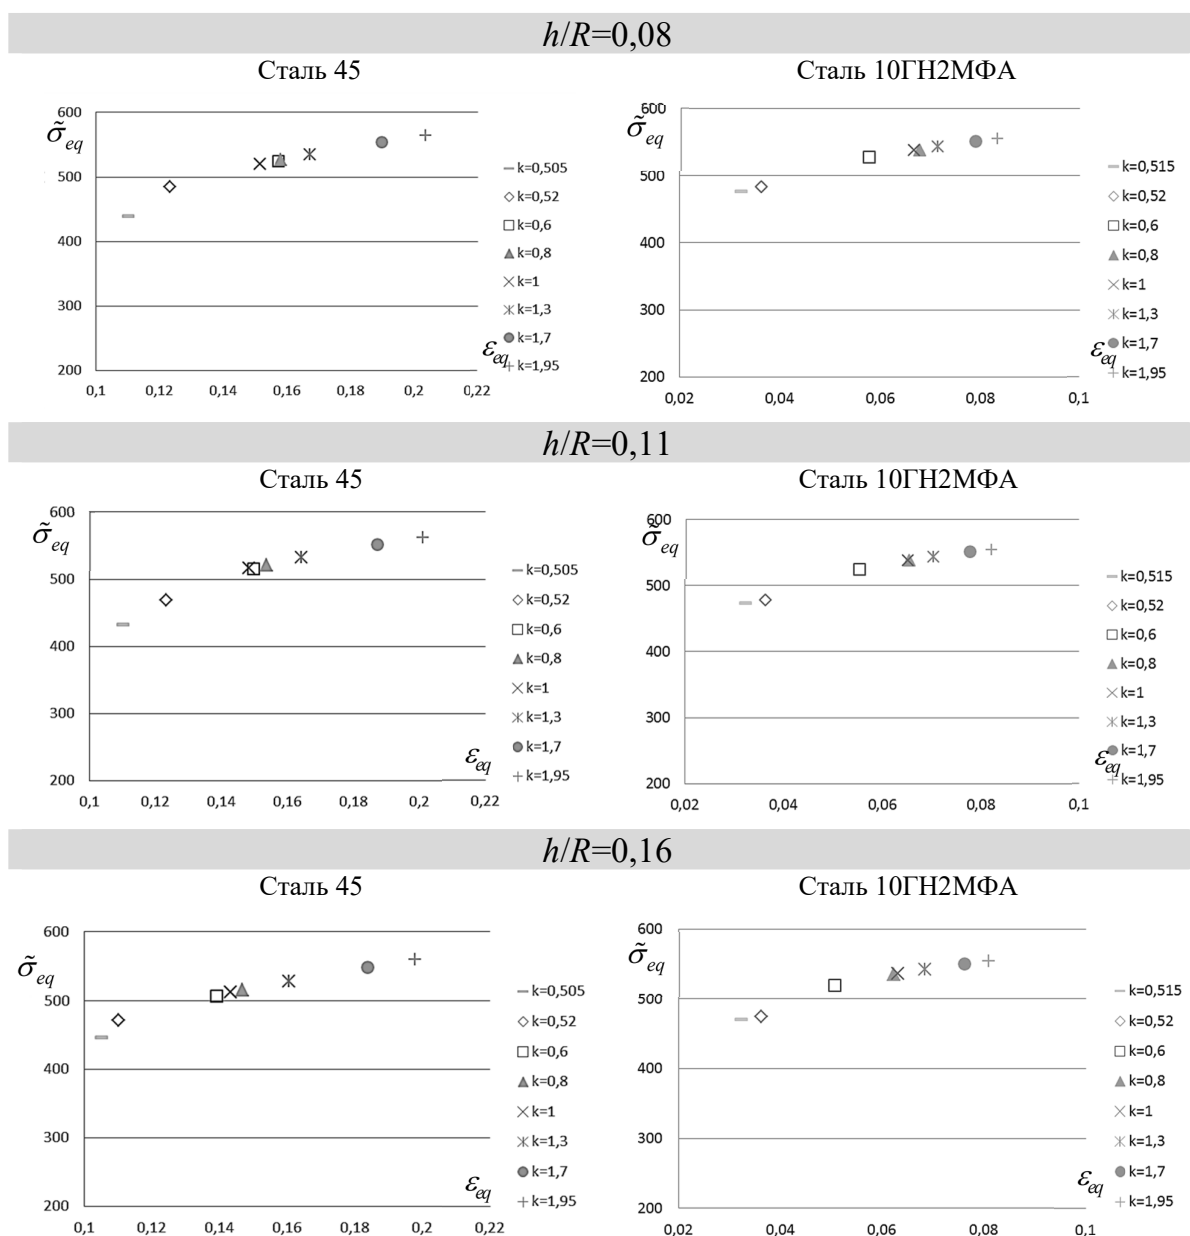 h/R=0,08
Сталь 45
600
500
400
300
200
0,1 0,12 0,14 0,16 0,18 0,2 0,22
σ̃eq
εeq
k=0,505
k=0,52
k=0,6
k=0,8
k=1
k=1,3
k=1,7
k=1,95
Сталь 10ГН2МФА
600
500
400
300
200
0,02 0,04 0,06 0,08 0,1
σ̃eq
εeq
k=0,515
k=0,52
k=0,6
k=0,8
k=1
k=1,3
k=1,7
k=1,95
h/R=0,11
Сталь 45
600
500
400
300
200
0,1 0,12 0,14 0,16 0,18 0,2 0,22
σ̃eq
εeq
k=0,505
k=0,52
k=0,6
k=0,8
k=1
k=1,3
k=1,7
k=1,95
Сталь 10ГН2МФА
600
500
400
300
200
0,02 0,04 0,06 0,08 0,1
σ̃eq
εeq
k=0,515
k=0,52
k=0,6
k=0,8
k=1
k=1,3
k=1,7
k=1,95
h/R=0,16
Сталь 45
600
500
400
300
200
0,1 0,12 0,14 0,16 0,18 0,2 0,22
σ̃eq
εeq
k=0,505
k=0,52
k=0,6
k=0,8
k=1
k=1,3
k=1,7
k=1,95
Сталь 10ГН2МФА
600
500
400
300
200
0,02 0,04 0,06 0,08 0,1
σ̃eq
εeq
k=0,515
k=0,52
k=0,6
k=0,8
k=1
k=1,3
k=1,7
k=1,95